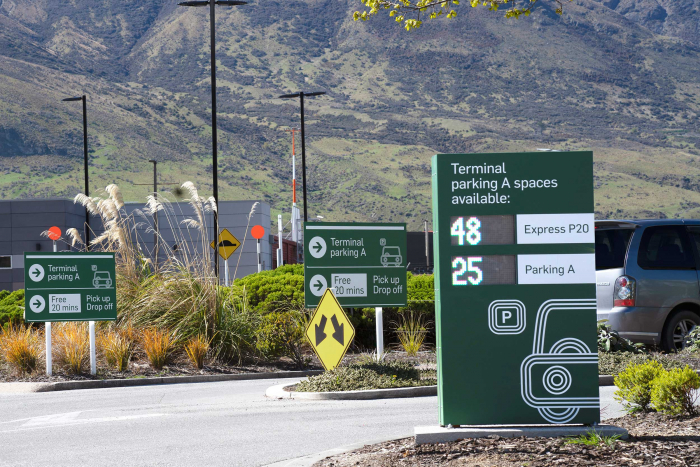 Terminal
parking A spaces
available:
48 Express P20
25 Parking A
P
Terminal
parking A
Free
20 mins
Pick up
Drop off
Terminal
parking A
Free
20 mins
Pick up
Drop off